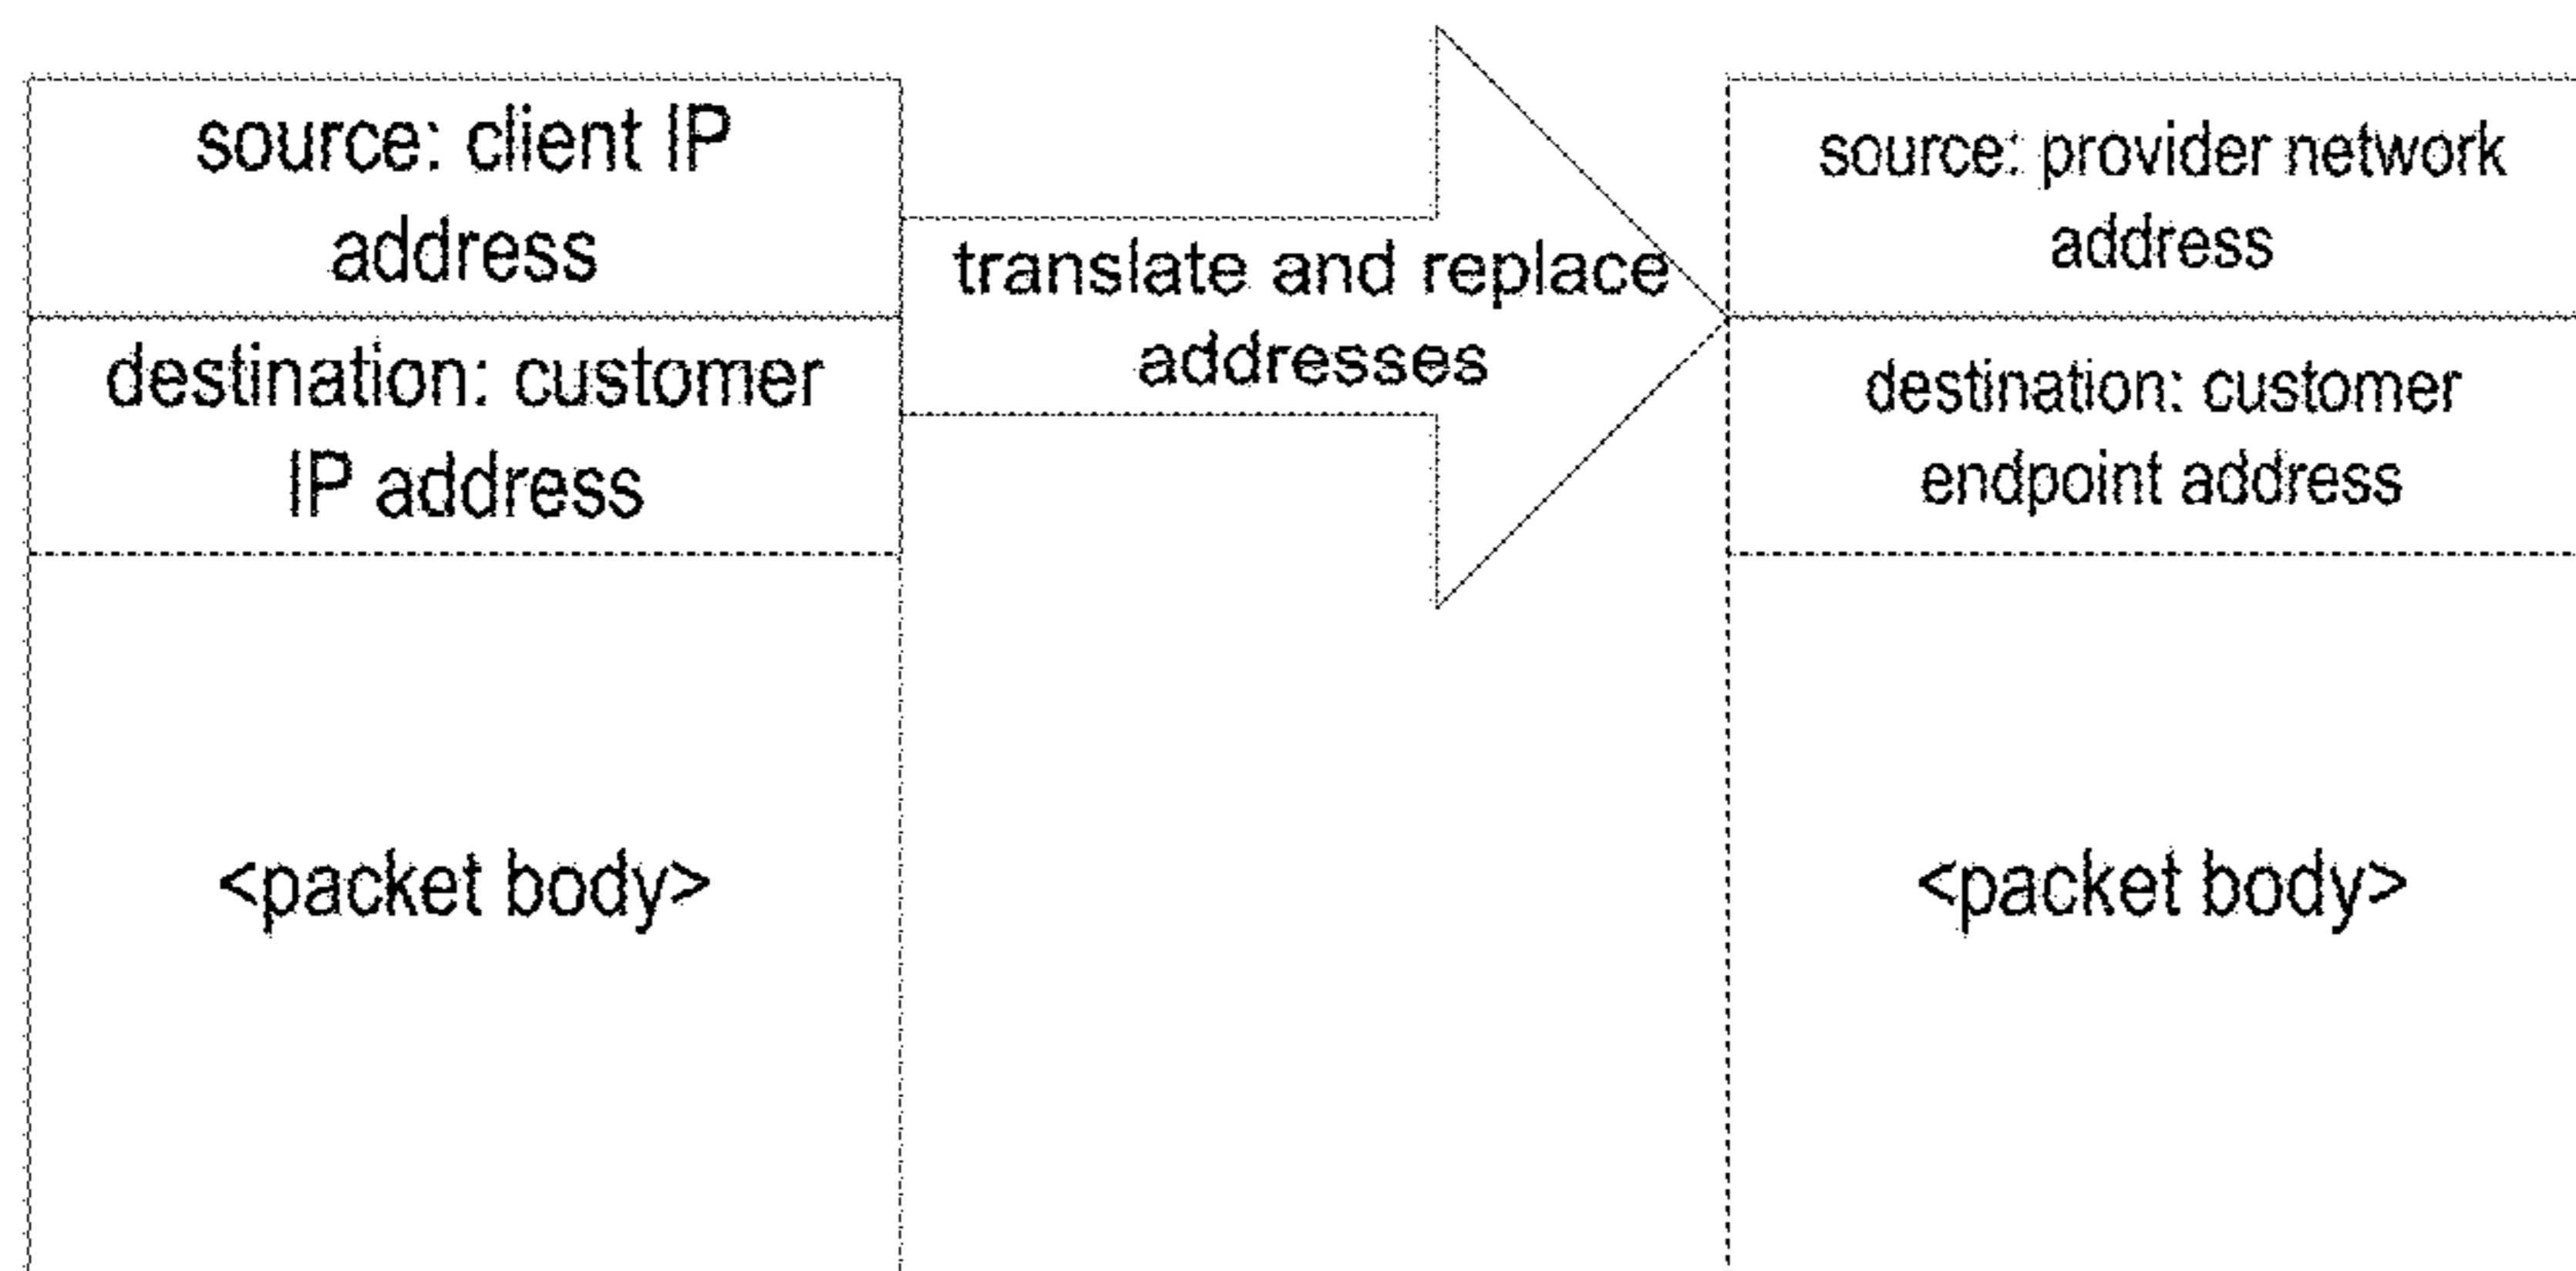 source: client IP
address
destination: customer
IP address
<packet body>
translate and replace
addresses
source: provider network
address
destination: customer
endpoint address
<packet body>